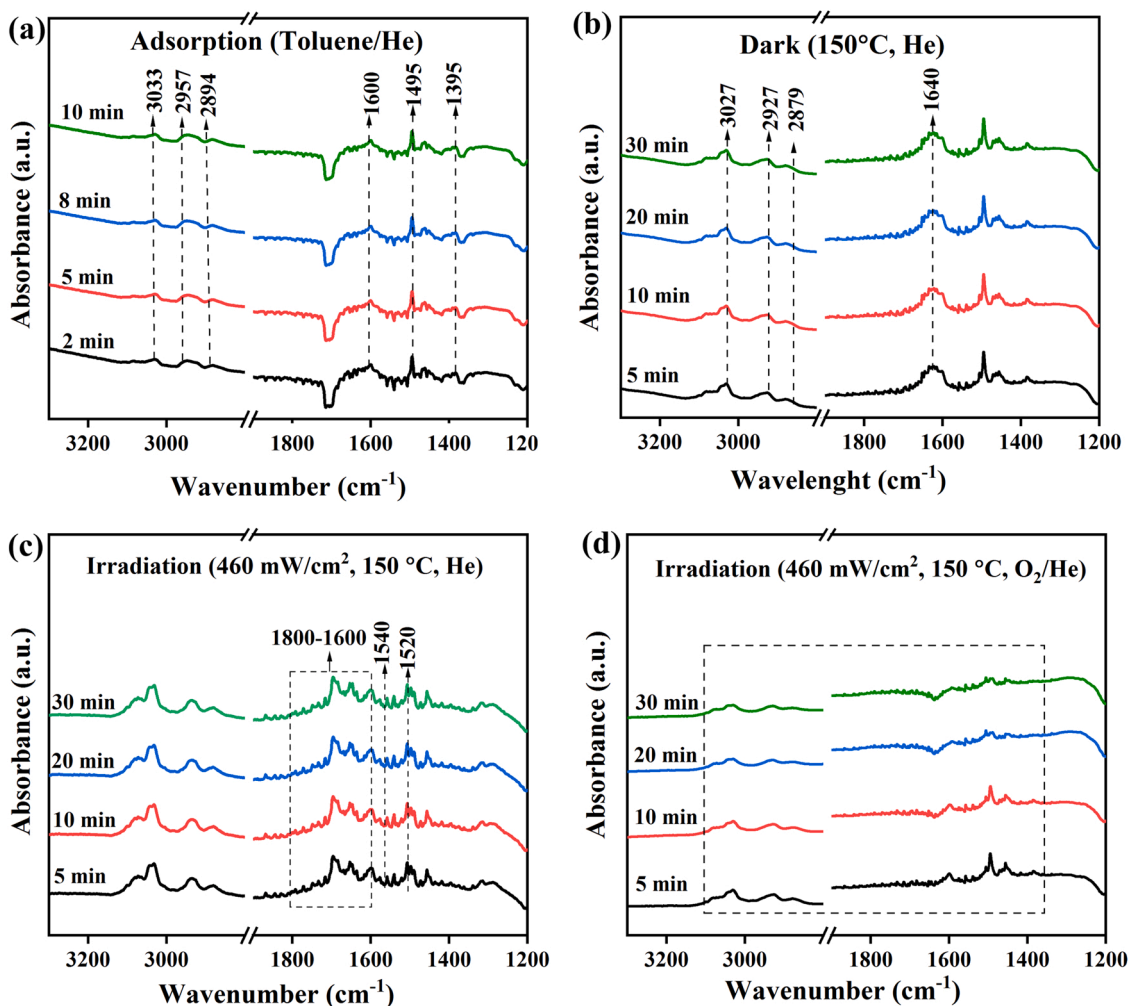 (a)
Adsorption (Toluene/He)
3033
2957
2894
1600
1495
1395
10 min
8 min
5 min
2 min
Absorbance (a.u.)
3200 3000 1800 1600 1400 1200
Wavenumber (cm-1)
(b)
Dark (150°C, He)
3027
2927
2879
1640
30 min
20 min
10 min
5 min
Absorbance (a.u.)
3200 3000 1800 1600 1400 1200
Wavelenght (cm-1)
(c)
Irradiation (460 mW/cm2, 150 °C, He)
1800-1600
1540
1520
30 min
20 min
10 min
5 min
Absorbance (a.u.)
3200 3000 1800 1600 1400 1200
Wavenumber (cm-1)
(d)
Irradiation (460 mW/cm2, 150 °C, O2/He)
30 min
20 min
10 min
5 min
Absorbance (a.u.)
3200 3000 1800 1600 1400 1200
Wavenumber (cm-1)